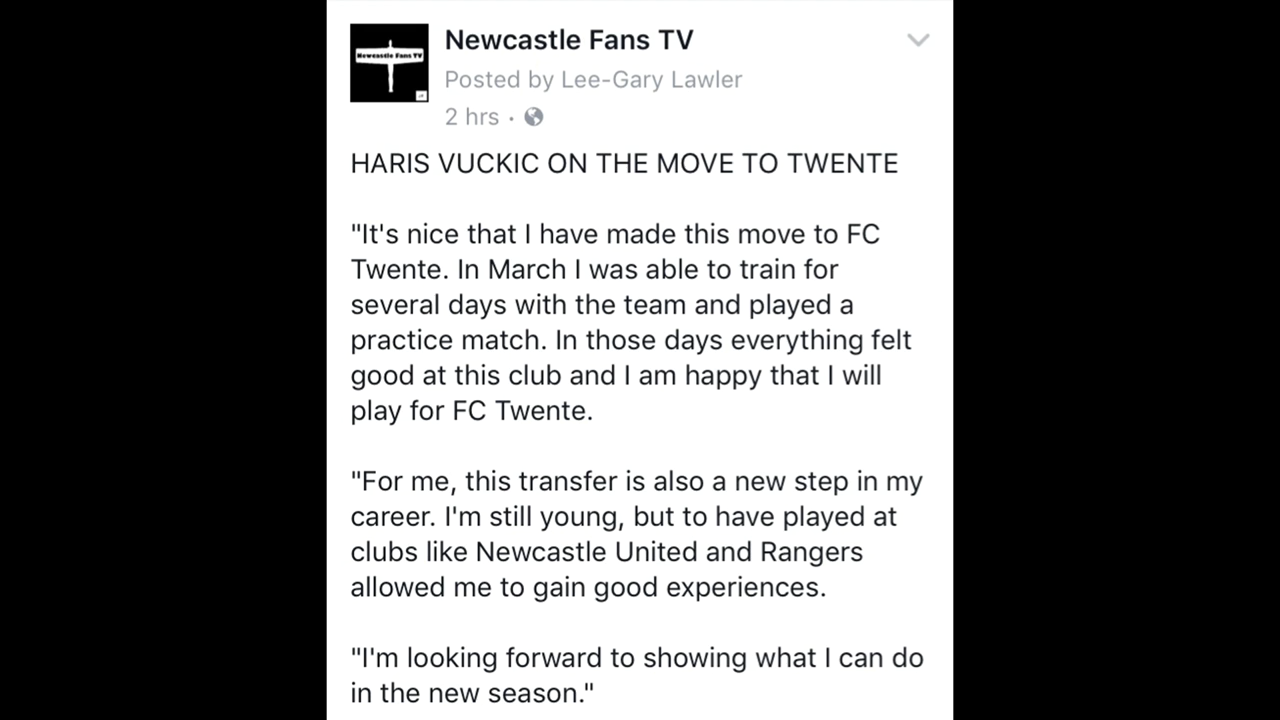 Newcastle Fans TV
Newcastle Fans TV
Posted by Lee-Gary Lawler
2 hrs ·
HARIS VUCKIC ON THE MOVE TO TWENTE
"It's nice that I have made this move to FC
Twente. In March I was able to train for
several days with the team and played a
practice match. In those days everything felt
good at this club and I am happy that I will
play for FC Twente.
"For me, this transfer is also a new step in my
career. I'm still young, but to have played at
clubs like Newcastle United and Rangers
allowed me to gain good experiences.
"I'm looking forward to showing what I can do
in the new season."